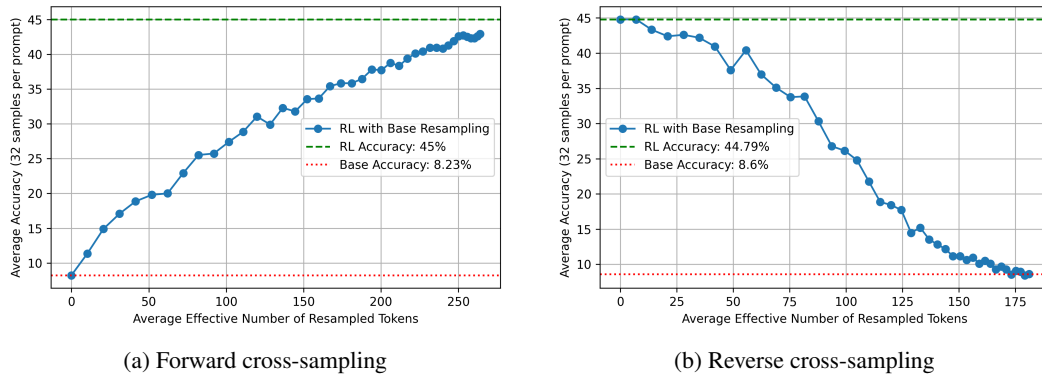 Average Accuracy (32 samples per prompt)
45
40
35
30
25
20
15
10
RL with Base Resampling
RL Accuracy: 45%
Base Accuracy: 8.23%
0
50
100
150
200
250
Average Effective Number of Resampled Tokens
(a) Forward cross-sampling
Average Accuracy (32 samples per prompt)
45
40
35
30
25
20
15
10
RL with Base Resampling
RL Accuracy: 44.79%
Base Accuracy: 8.6%
0
25
50
75
100
125
150
175
Average Effective Number of Resampled Tokens
(b) Reverse cross-sampling